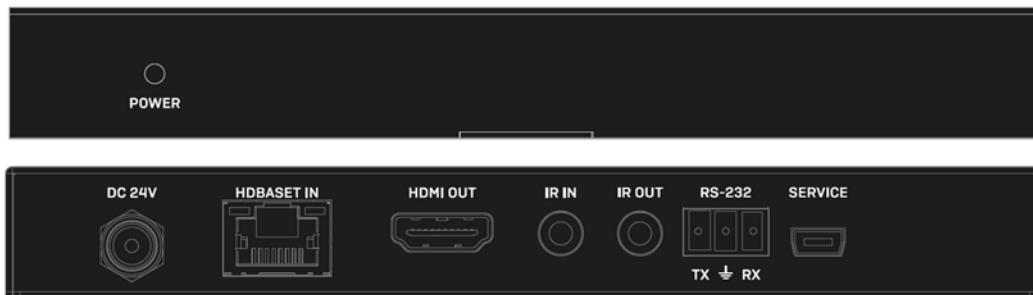 POWER
DC 24V HDBASET IN HDMI OUT IR IN IR OUT RS-232 SERVICE
TX ⏚ RX